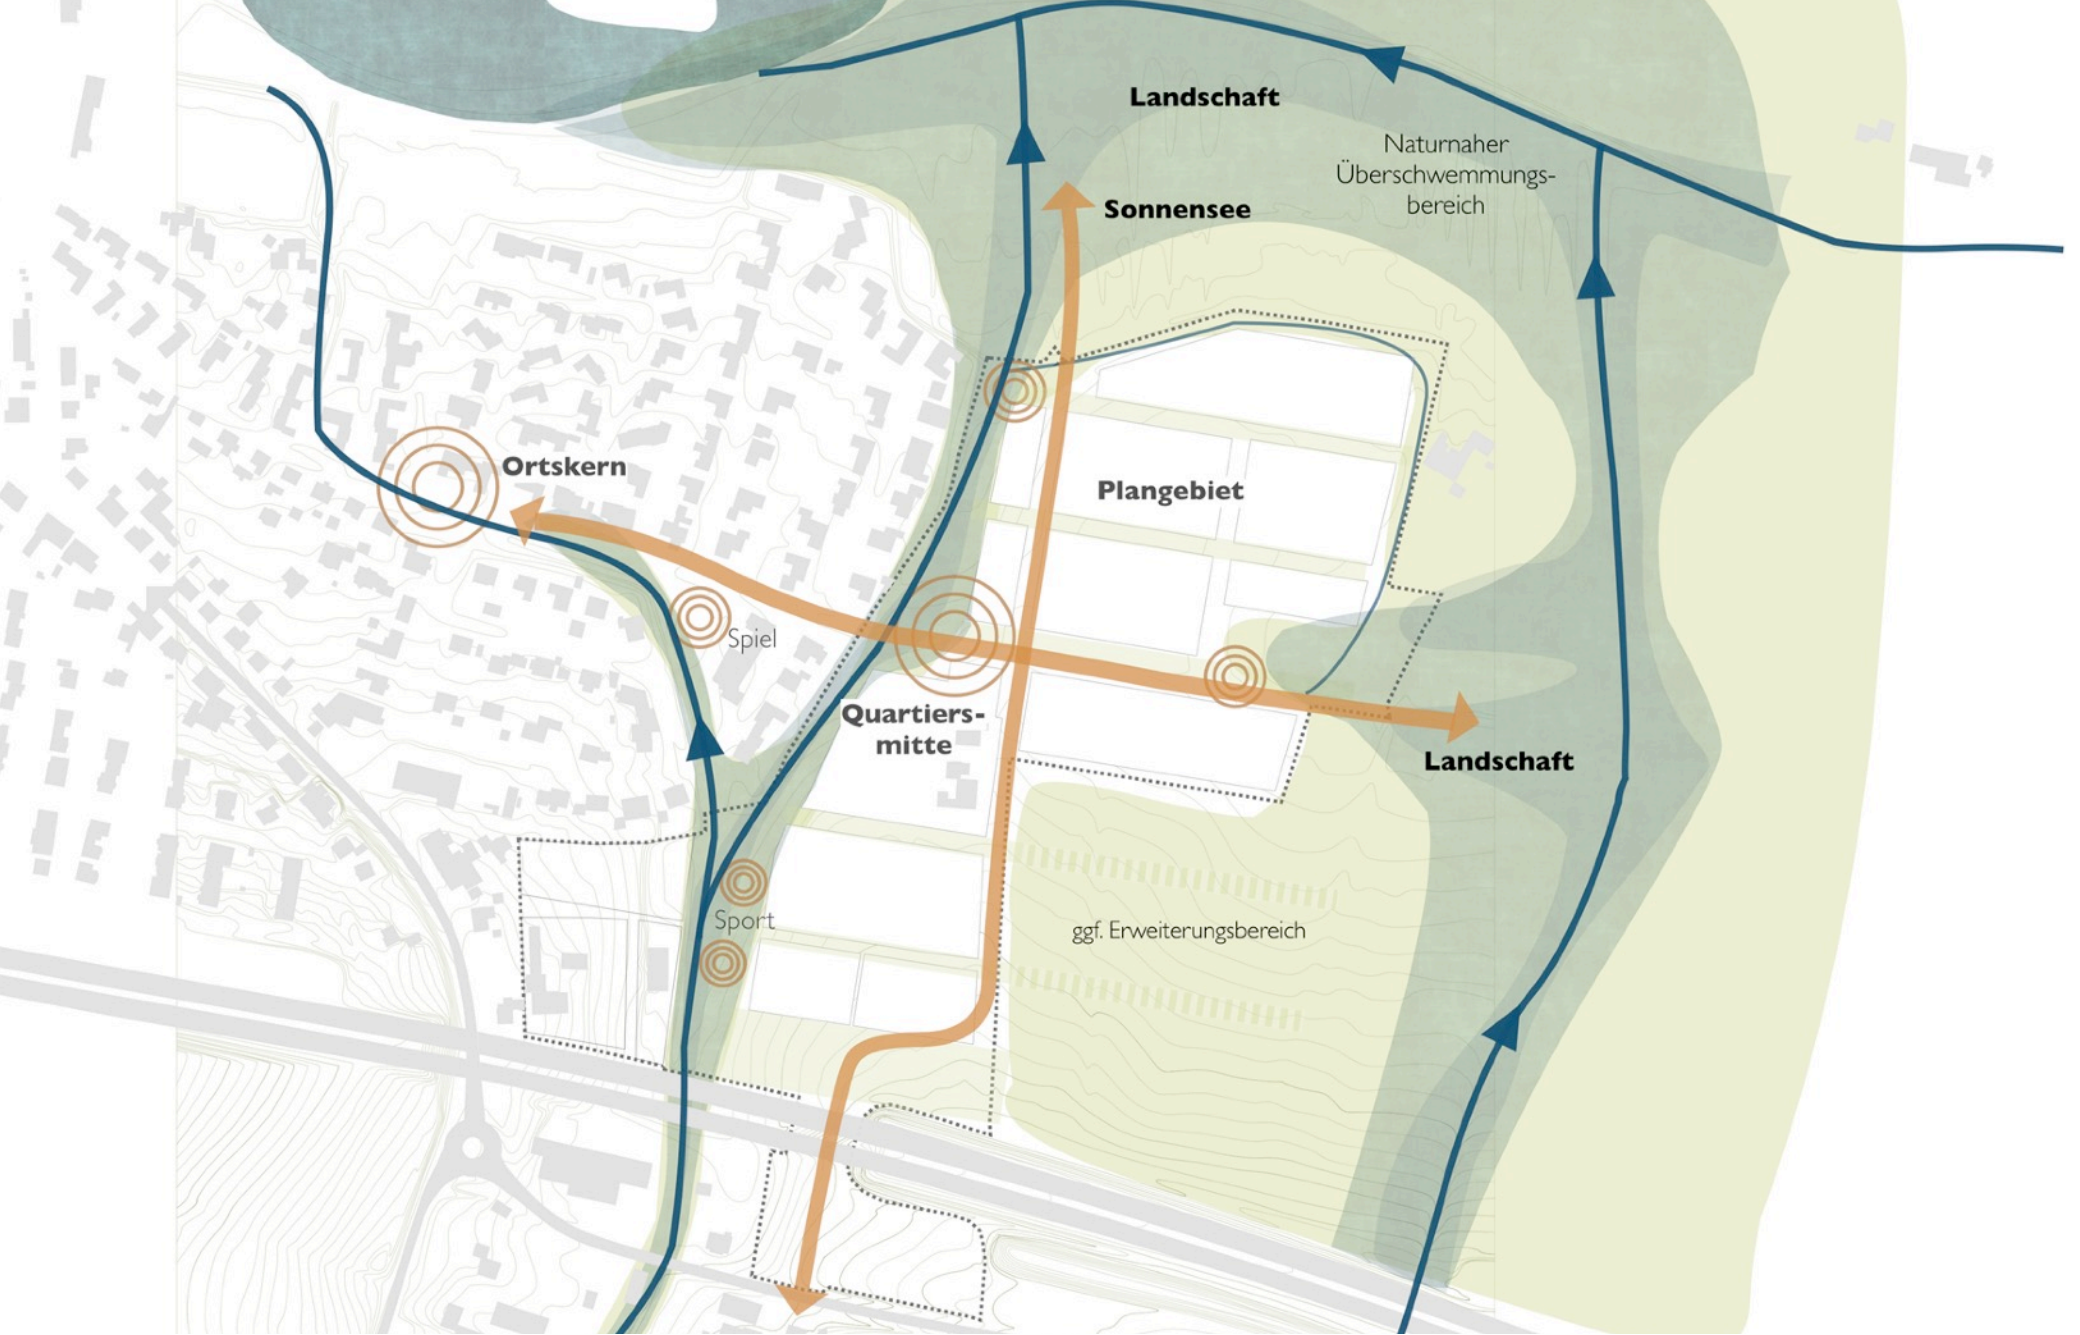 Landschaft
Naturnaher
Überschwemmungs-
bereich
Sonnensee
Ortskern
Plangebiet
Spiel
Quartiers-
mitte
Landschaft
Sport
ggf. Erweiterungsbereich